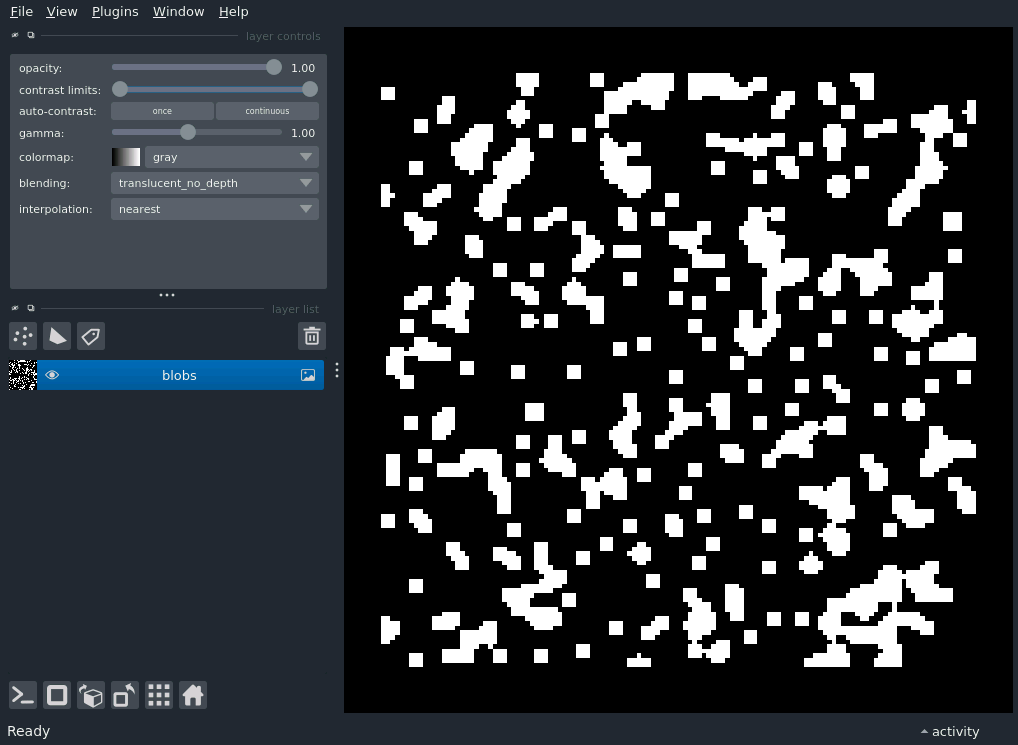 File View Plugins Window Help
layer controls
opacity: 1.00
contrast limits:
auto-contrast: once continuous
gamma: 1.00
colormap: gray
blending: translucent_no_depth
interpolation: nearest
layer list
blobs
Ready
activity